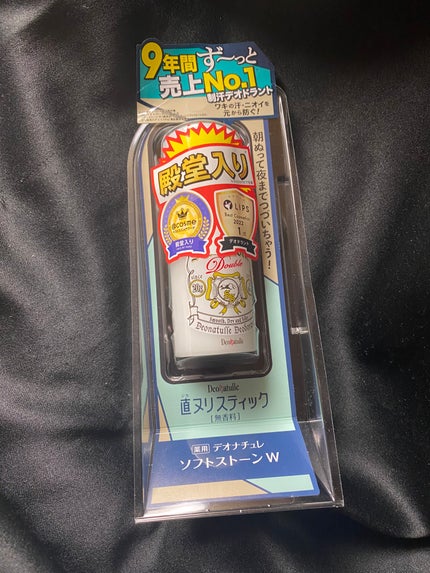 9年間ず〜っと
売上No.1
制汗デオドラント
ワキの汗・ニオイを
元から防ぐ!
朝ぬって夜までつづいちゃう!
殿堂入り
@cosme
殿堂入り
LIPS
Best Cosmetics
2022
1位
デオドラント
Double
since
Smooth, Dry and
Deonatulle Deodorant
Deonatulle
Deonatulle
直ヌリスティック
[無香料]
薬用 デオナチュレ
ソフトストーンW